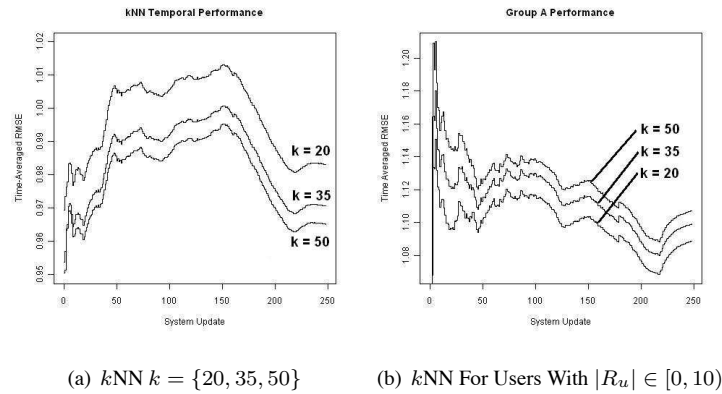 kNN Temporal Performance
Time-Averaged RMSE
1.02
1.01
1.00
0.99
0.98
0.97
0.96
0.95
k = 20
k = 35
k = 50
0
50
100
150
200
250
System Update
(a) kNN k = {20, 35, 50}
Group A Performance
Time-Averaged RMSE
1.20
1.18
1.16
1.14
1.12
1.10
1.08
k = 50
k = 35
k = 20
0
50
100
150
200
250
System Update
(b) kNN For Users With |R_u| ∈ [0, 10)